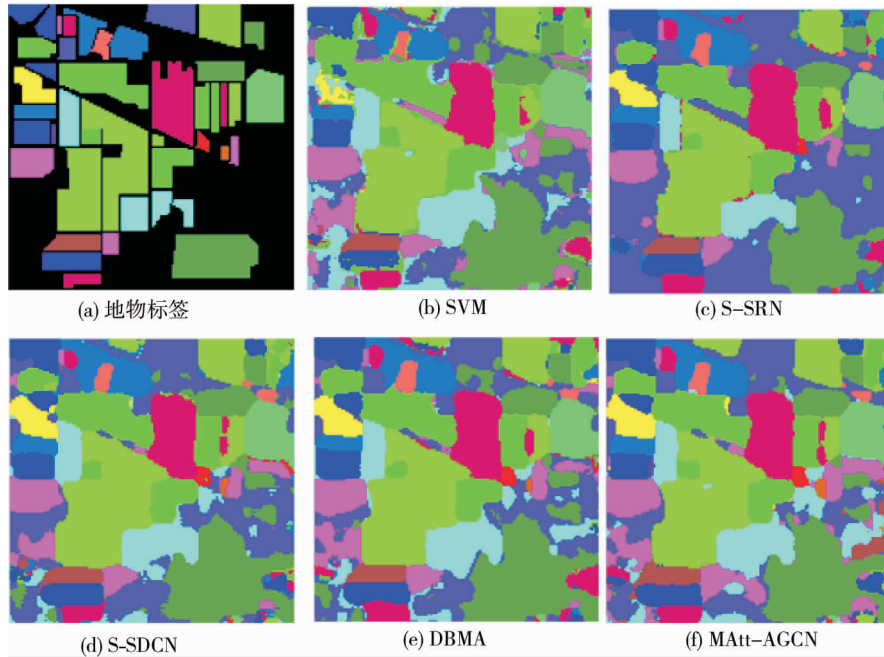 (a) 地物标签
(b) SVM
(c) S-SRN
(d) S-SDCN
(e) DBMA
(f) MAtt-AGCN